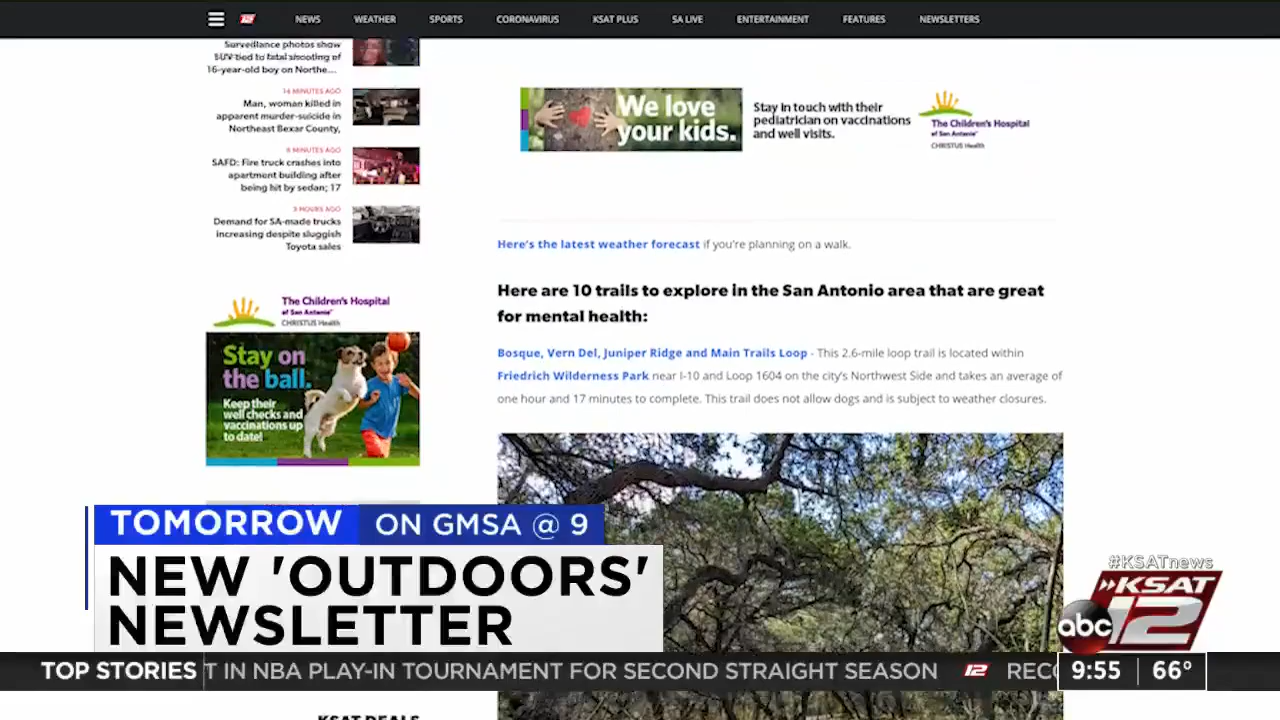 NEWS WEATHER SPORTS CORONAVIRUS KSAT PLUS SA LIVE ENTERTAINMENT FEATURES NEWSLETTERS
Surveillance photos show
SUV tied to fatal shooting of
16-year-old boy on Northe...
14 MINUTES AGO
Man, woman killed in
apparent murder-suicide in
Northeast Bexar County,
8 MINUTES AGO
SAFD: Fire truck crashes into
apartment building after
being hit by sedan; 17
3 HOURS AGO
Demand for SA-made trucks
increasing despite sluggish
Toyota sales
The Children's Hospital
of San Antonio
CHRISTUS Health
Stay on
the ball.
Keep their
well checks and
vaccinations up
to date!
We love
your kids.
Stay in touch with their
pediatrician on vaccinations
and well visits.
The Children's Hospital
of San Antonio
CHRISTUS Health
Here's the latest weather forecast if you're planning on a walk.
Here are 10 trails to explore in the San Antonio area that are great
for mental health:
Bosque, Vern Del, Juniper Ridge and Main Trails Loop - This 2.6-mile loop trail is located within
Friedrich Wilderness Park near I-10 and Loop 1604 on the city's Northwest Side and takes an average of
one hour and 17 minutes to complete. This trail does not allow dogs and is subject to weather closures.
TOMORROW ON GMSA @ 9
NEW 'OUTDOORS'
NEWSLETTER
#KSATnews
KSAT
abc 12
TOP STORIES T IN NBA PLAY-IN TOURNAMENT FOR SECOND STRAIGHT SEASON 12 REC
9:55 66°
KSAT DEALS